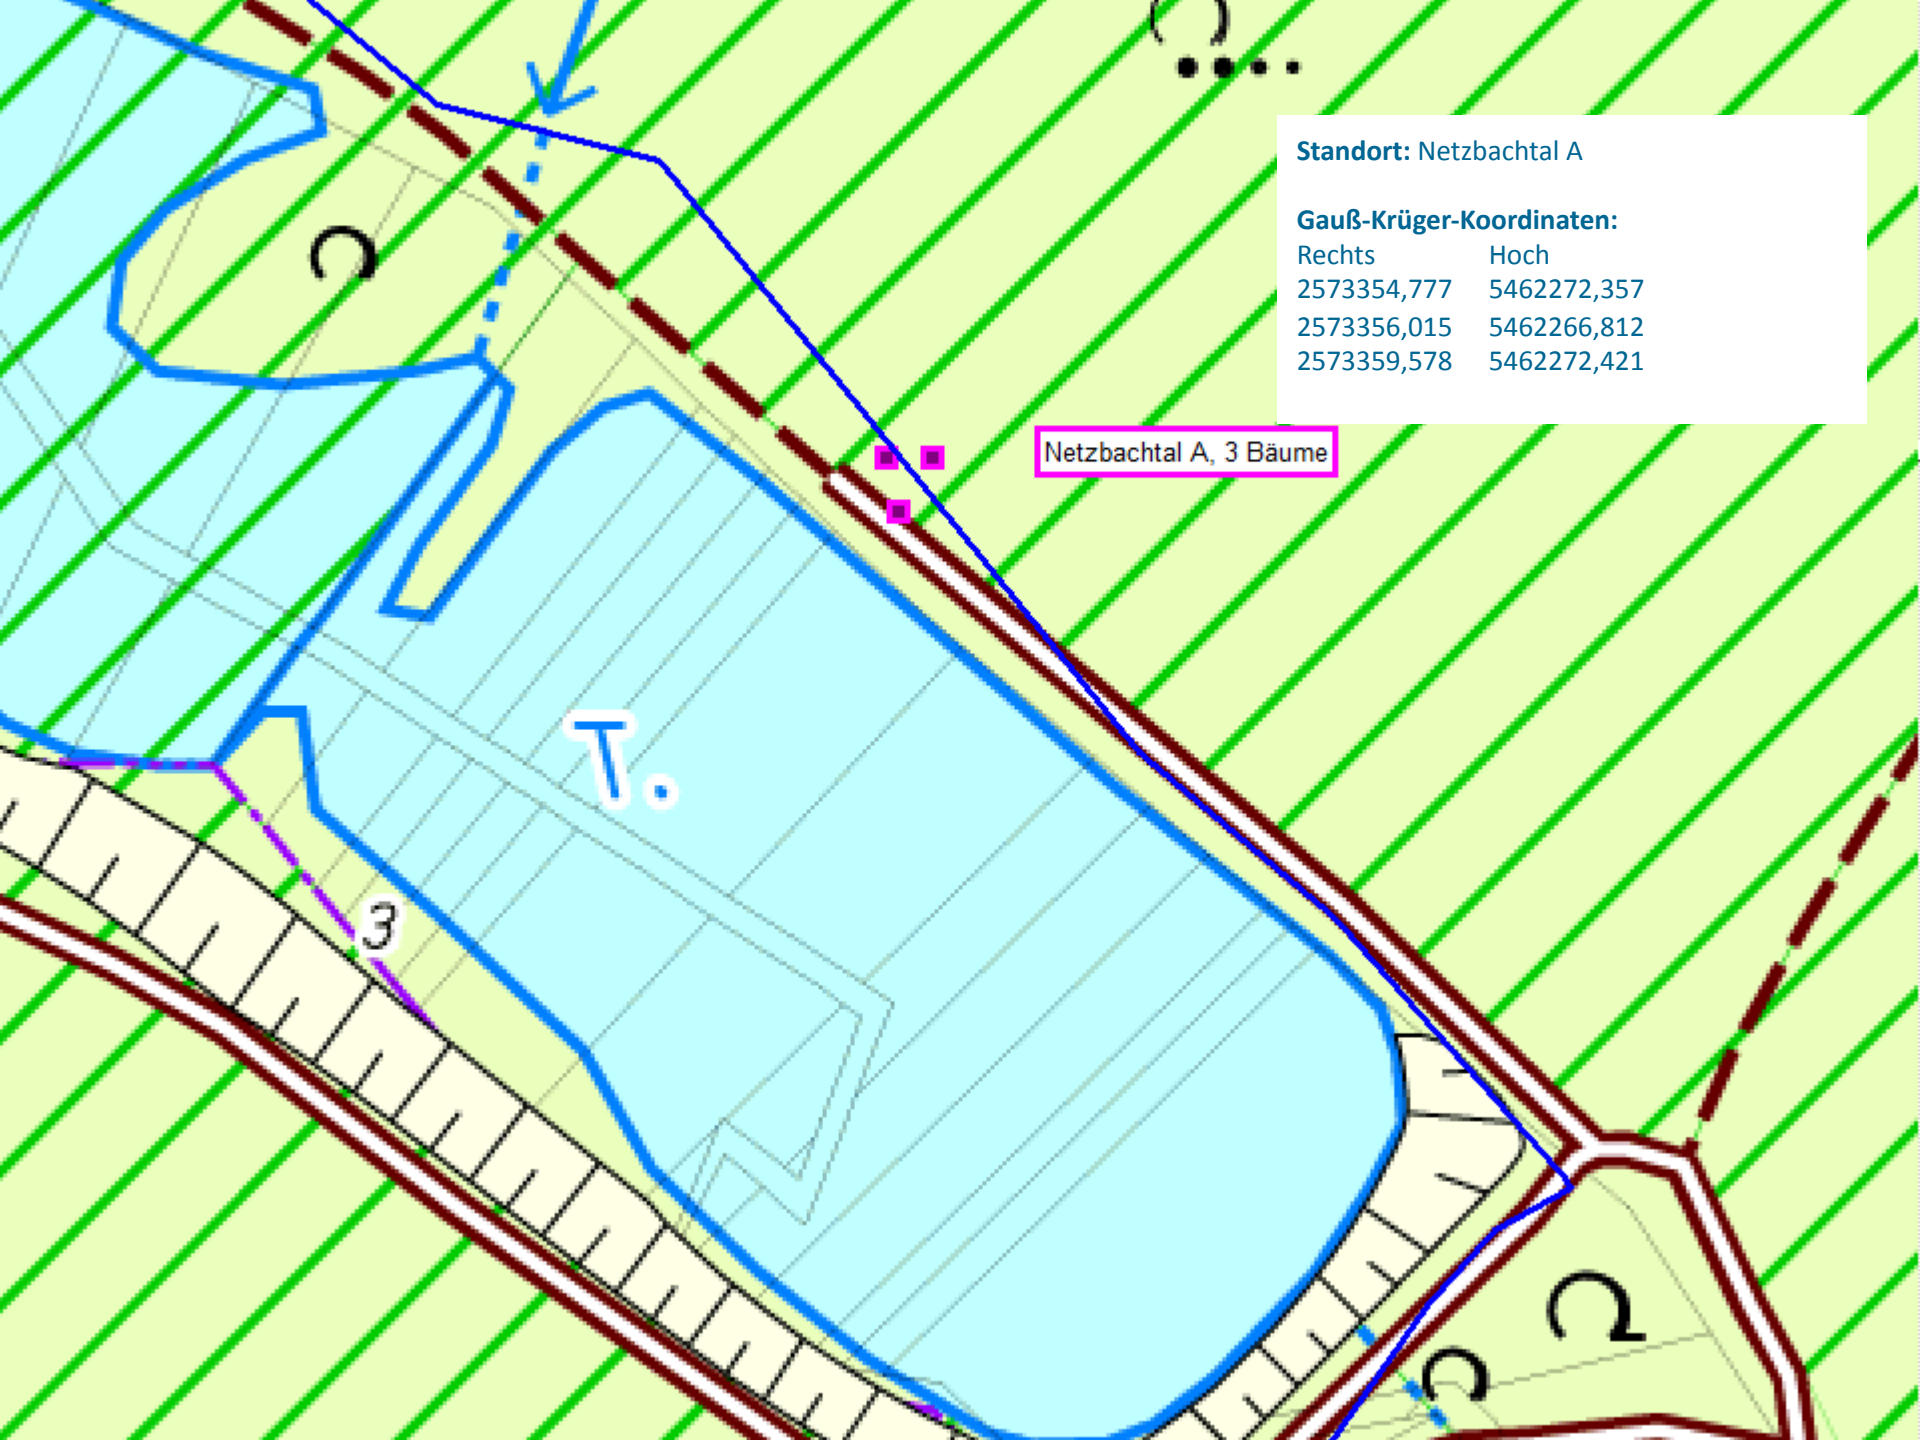 Standort: Netzbachtal A
Gauß-Krüger-Koordinaten:
Rechts Hoch
2573354,777 5462272,357
2573356,015 5462266,812
2573359,578 5462272,421
Netzbachtal A, 3 Bäume
T.
3